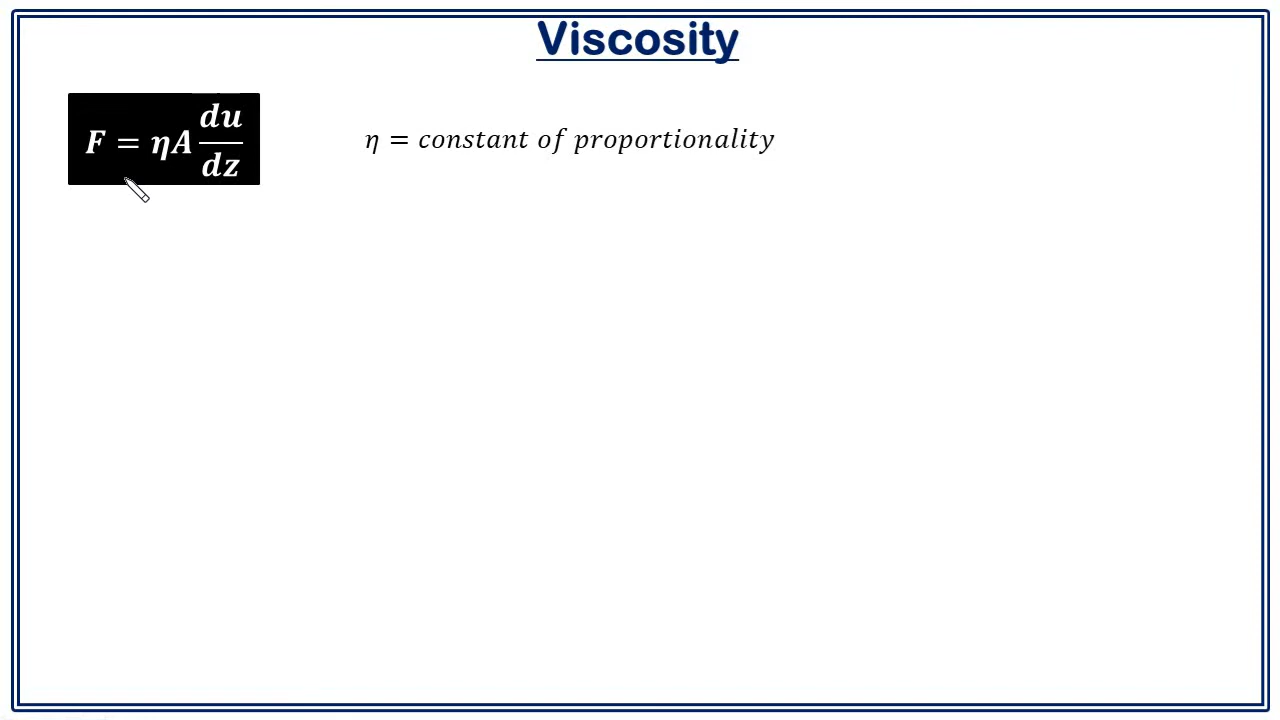 Viscosity
F = ηA du/dz
η = constant of proportionality